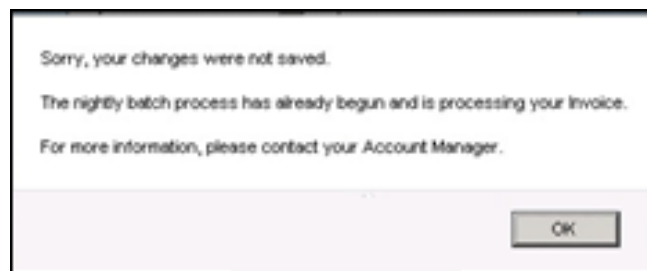 Sorry, your changes were not saved.
The nightly batch process has already begun and is processing your Invoice.
For more information, please contact your Account Manager.
OK